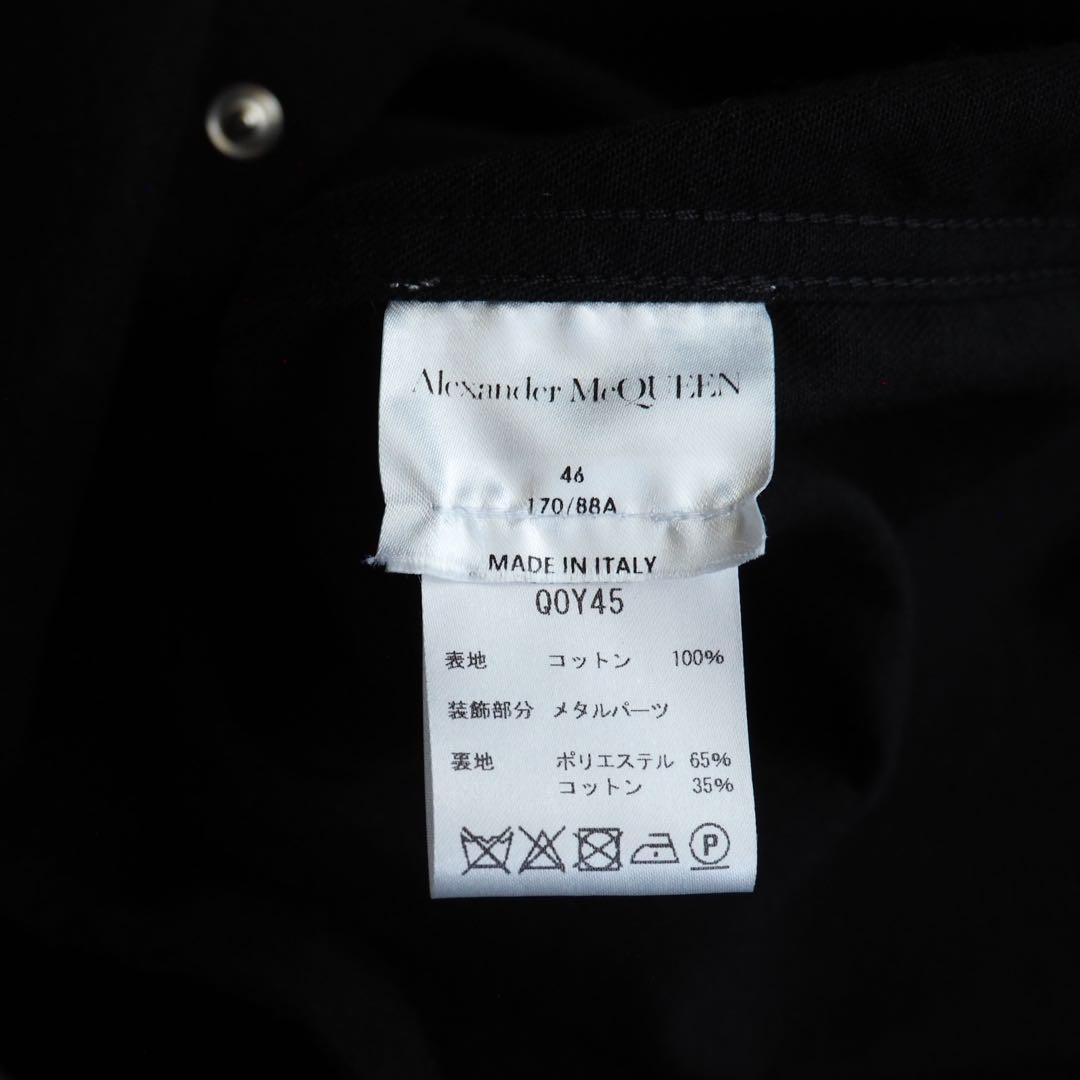 Alexander McQUEEN
46
170/88A
MADE IN ITALY
Q0Y45
表地 コットン 100%
装飾部分 メタルパーツ
裏地 ポリエステル 65%
コットン 35%
P